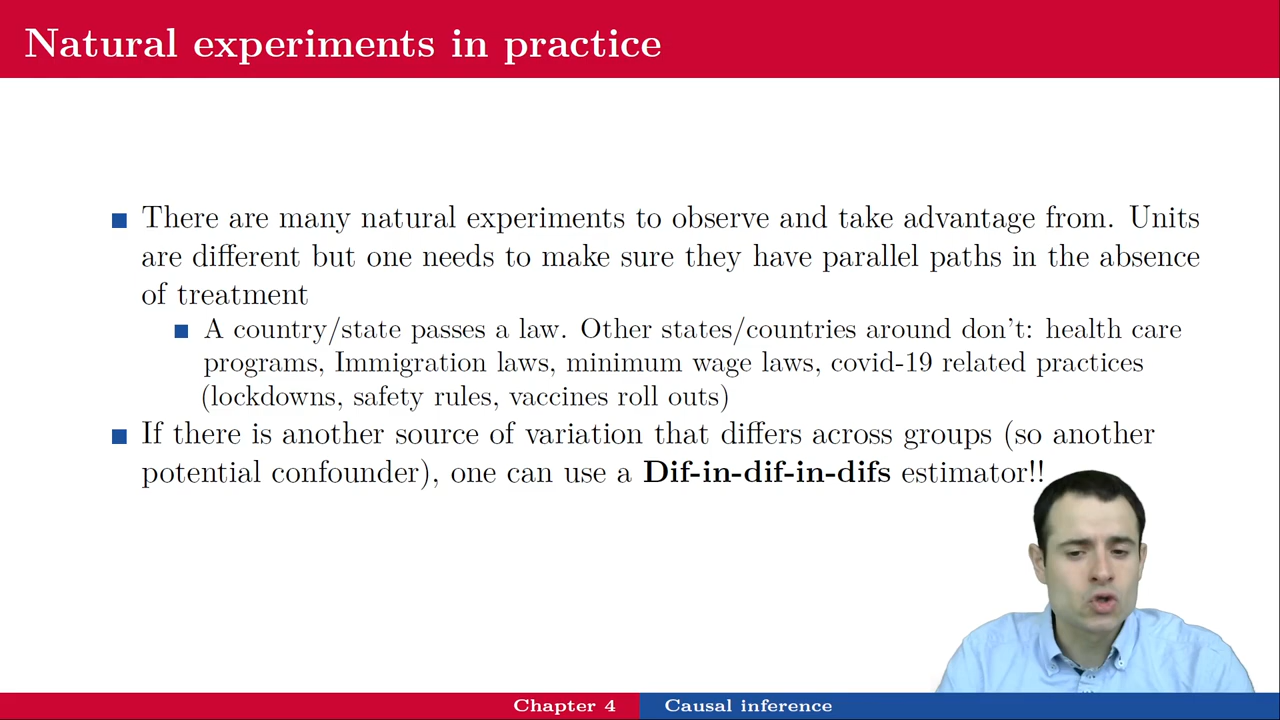 Natural experiments in practice
There are many natural experiments to observe and take advantage from. Units
are different but one needs to make sure they have parallel paths in the absence
of treatment
A country/state passes a law. Other states/countries around don't: health care
programs, Immigration laws, minimum wage laws, covid-19 related practices
(lockdowns, safety rules, vaccines roll outs)
If there is another source of variation that differs across groups (so another
potential confounder), one can use a Dif-in-dif-in-difs estimator!!
Chapter 4
Causal inference